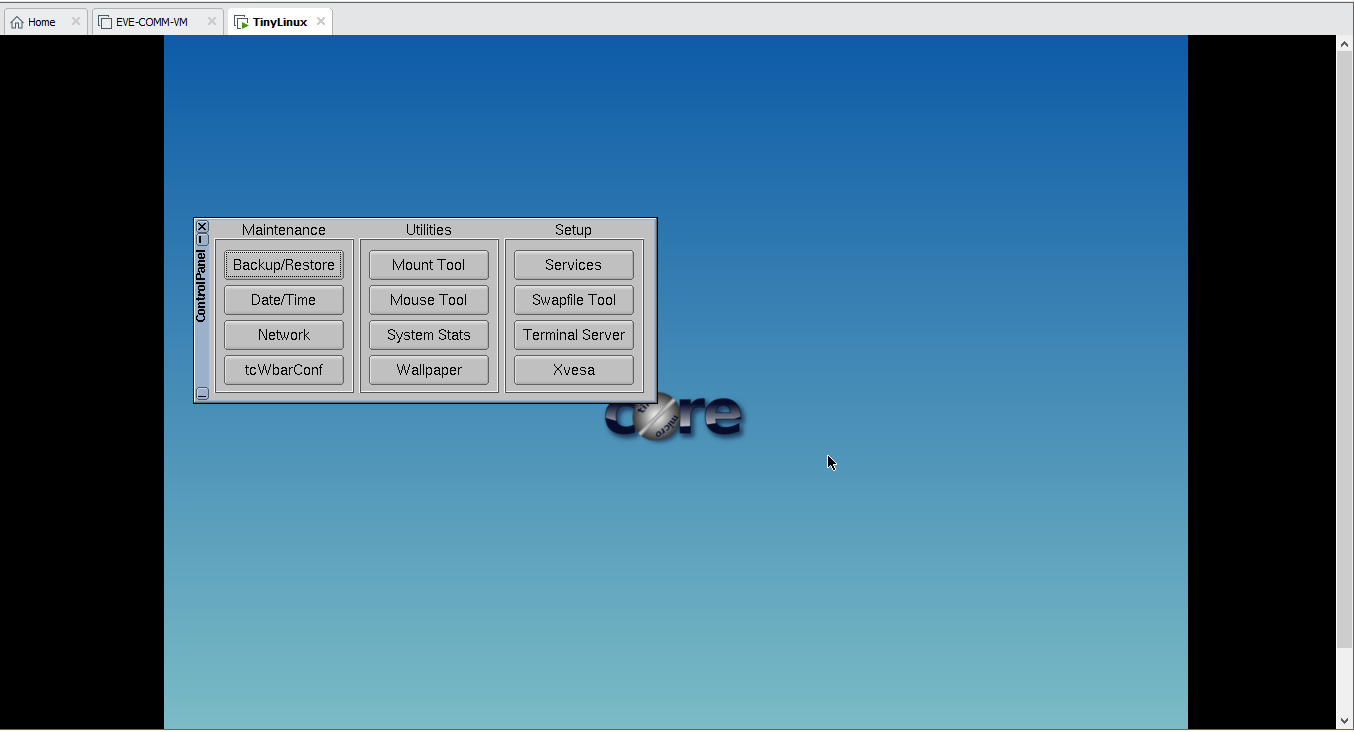 Home
EVE-COMM-VM
TinyLinux
ControlPanel
Maintenance
Utilities
Setup
Backup/Restore
Mount Tool
Services
Date/Time
Mouse Tool
Swapfile Tool
Network
System Stats
Terminal Server
tcWbarConf
Wallpaper
Xvesa
core
micro